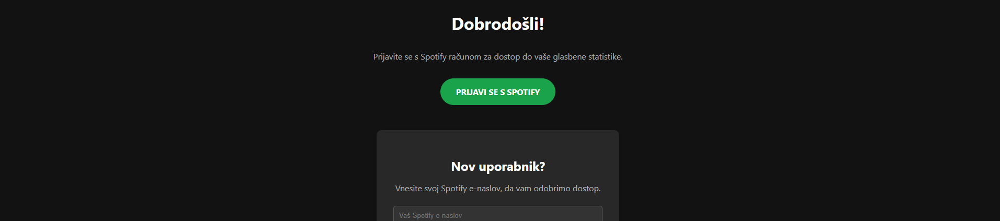 Dobrodošli!
Prijavite se s Spotify računom za dostop do vaše glasbene statistike.
PRIJAVI SE S SPOTIFY
Nov uporabnik?
Vnesite svoj Spotify e-naslov, da vam odobrimo dostop.
Vaš Spotify e-naslov